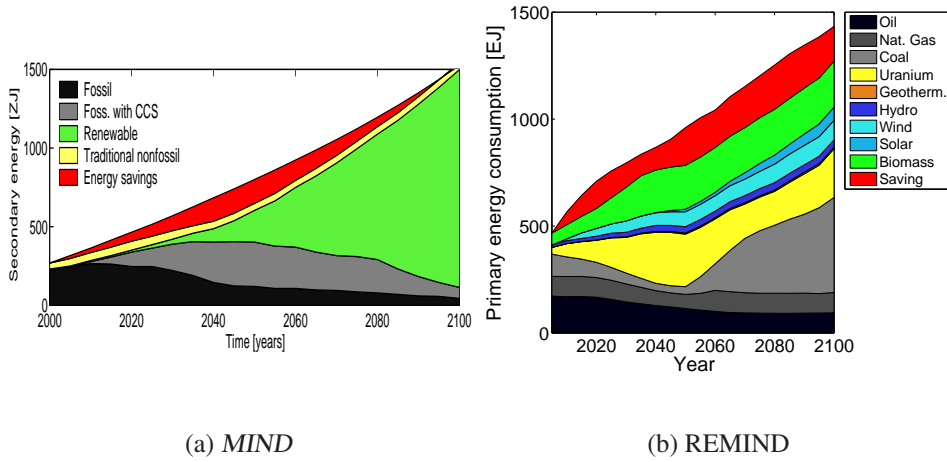 Secondary energy [ZJ]
1500
1000
500
0
Fossil
Foss. with CCS
Renewable
Traditional nonfossil
Energy savings
2000 2020 2040 2060 2080 2100
Time [years]
(a) MIND
Primary energy consumption [EJ]
1500
1000
500
0
2020 2040 2060 2080 2100
Year
Oil
Nat. Gas
Coal
Uranium
Geotherm.
Hydro
Wind
Solar
Biomass
Saving
(b) REMIND